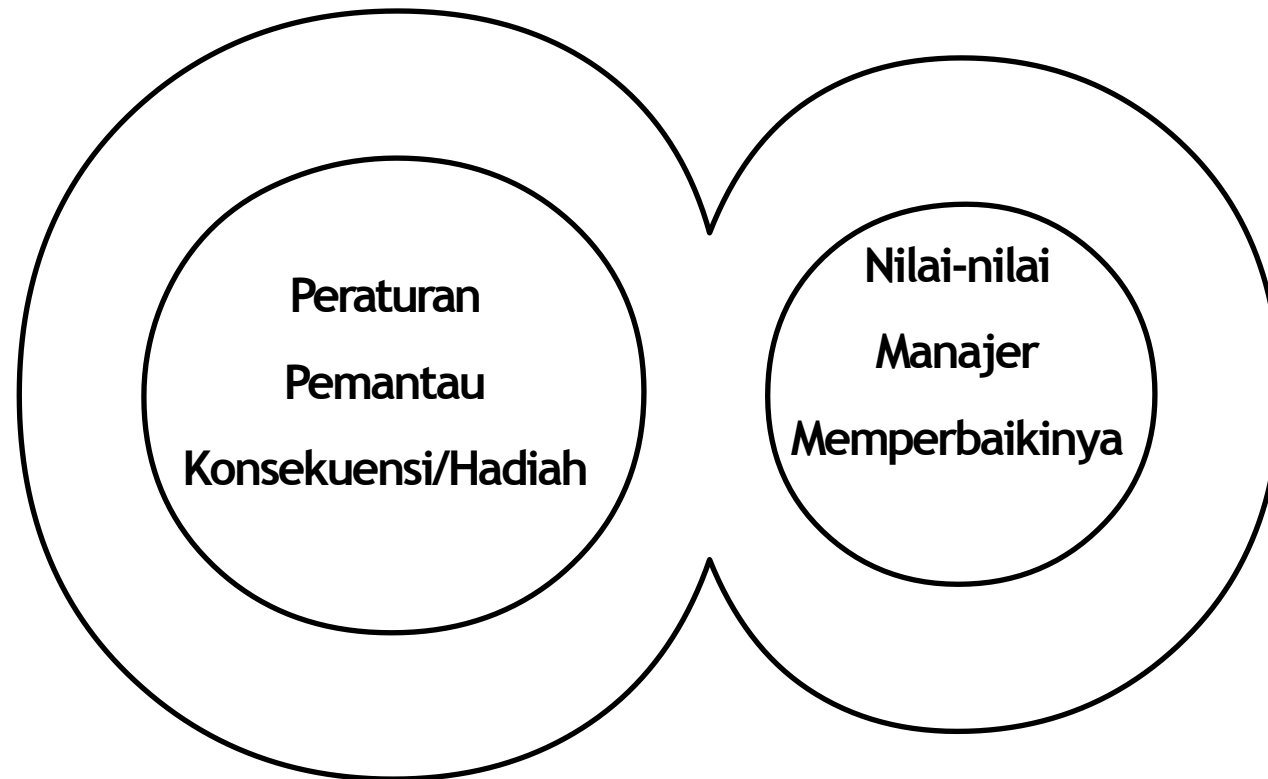 Peraturan
Pemantau
Konsekuensi/Hadiah
Nilai-nilai
Manajer
Memperbaikinya